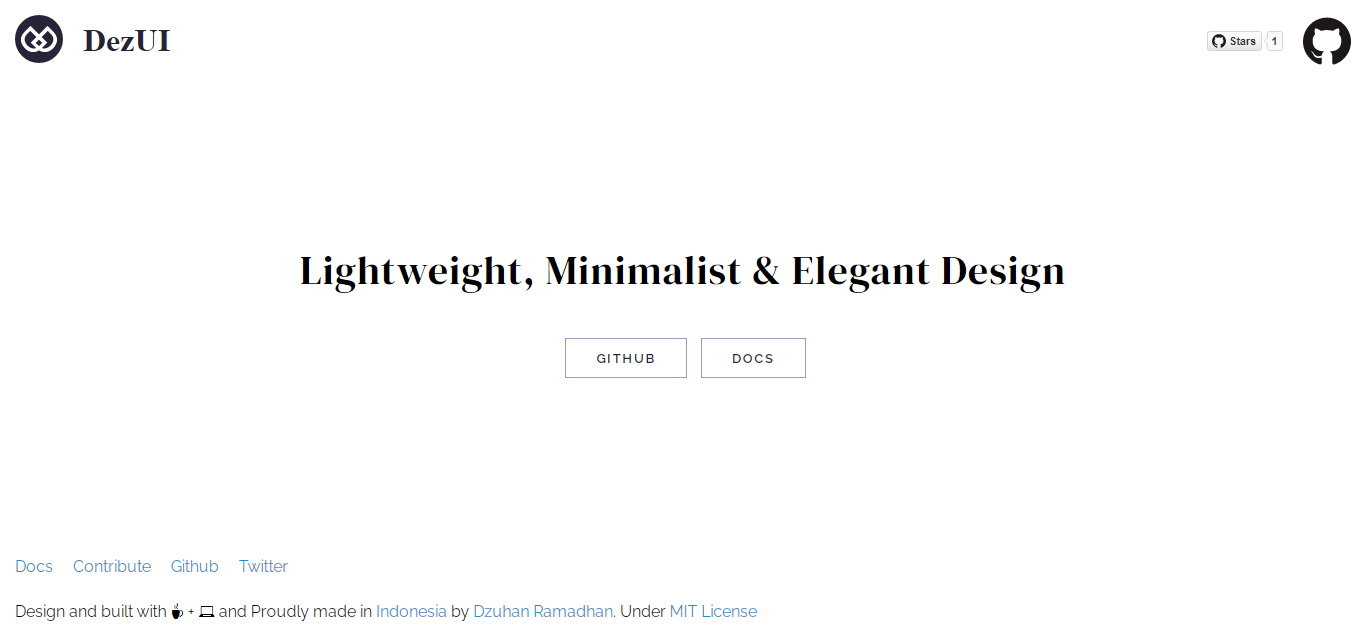 DezUI
Stars 1
Lightweight, Minimalist & Elegant Design
GITHUB DOCS
Docs Contribute Github Twitter
Design and built with + and Proudly made in Indonesia by Dzuhan Ramadhan. Under MIT License